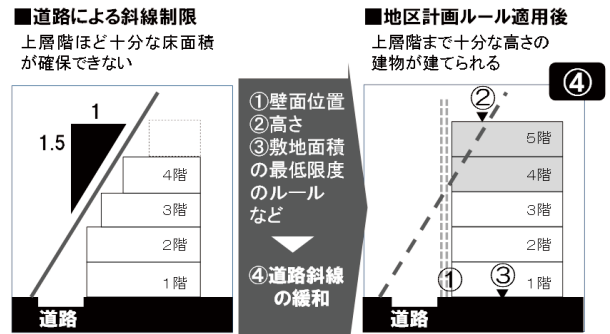 ■道路による斜線制限
上層階ほど十分な床面積
が確保できない
1
1.5
4階
3階
2階
1階
道路
①壁面位置
②高さ
③敷地面積
の最低限度
のルール
など
④道路斜線
の緩和
■地区計画ルール適用後
上層階まで十分な高さの
建物が建てられる
④
②
5階
4階
3階
2階
①
③
1階
道路